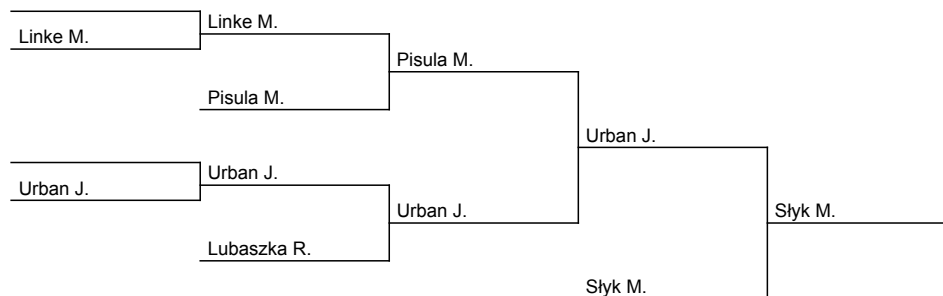 Linke M.
Linke M.
Pisula M.
Pisula M.
Urban J.
Urban J.
Urban J.
Urban J.
Słyk M.
Lubaszka R.
Słyk M.